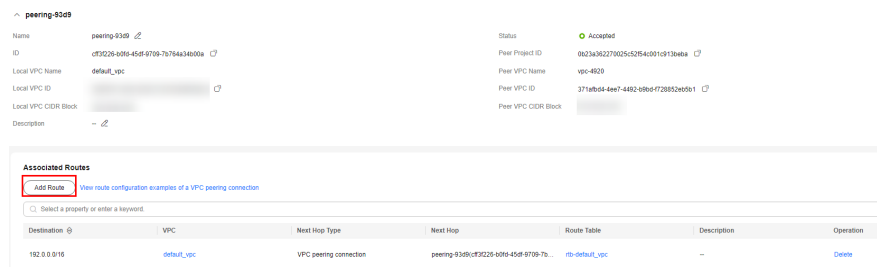 peering-93d9
Name peering-93d9 Status Accepted
ID cff3f226-b0fd-45df-9709-7b764a34b00a Peer Project ID 0b23a362270025c52f54c001c913beba
Local VPC Name default_vpc Peer VPC Name vpc-4920
Local VPC ID Peer VPC ID 371afbd4-4ee7-4492-b9bd-f728852eb5b1
Local VPC CIDR Block Peer VPC CIDR Block
Description --
Associated Routes
Add Route View route configuration examples of a VPC peering connection
Select a property or enter a keyword.
Destination VPC Next Hop Type Next Hop Route Table Description Operation
192.0.0.0/16 default_vpc VPC peering connection peering-93d9(cff3f226-b0fd-45df-9709-7b... rtb-default_vpc -- Delete